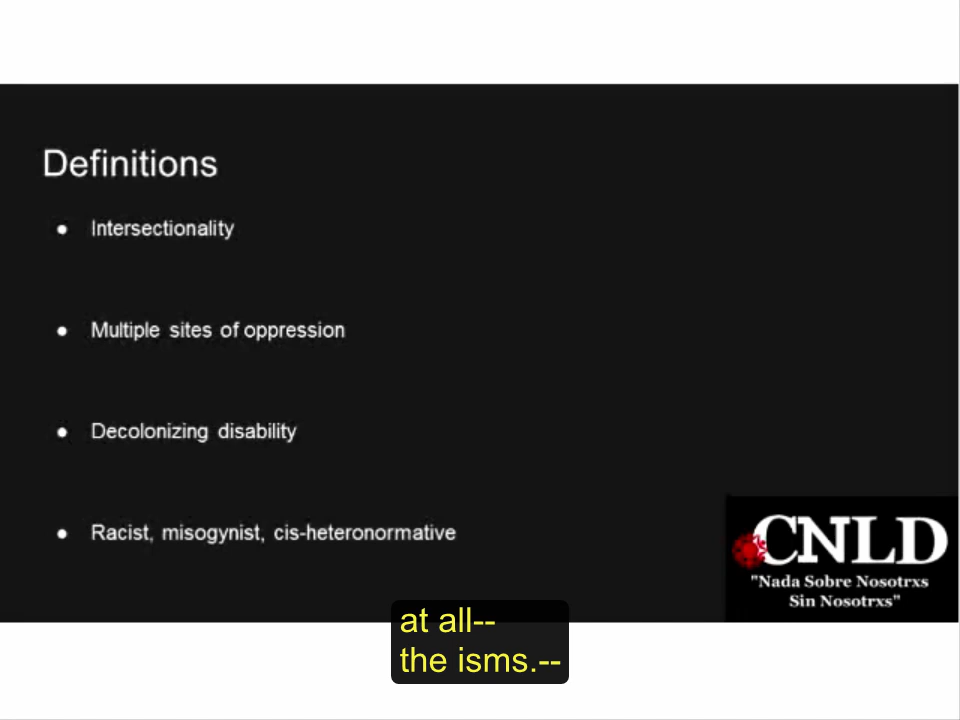 Definitions
● Intersectionality
● Multiple sites of oppression
● Decolonizing disability
● Racist, misogynist, cis-heteronormative
CNLD
"Nada Sobre Nosotrxs
Sin Nosotrxs"
at all--
the isms.--